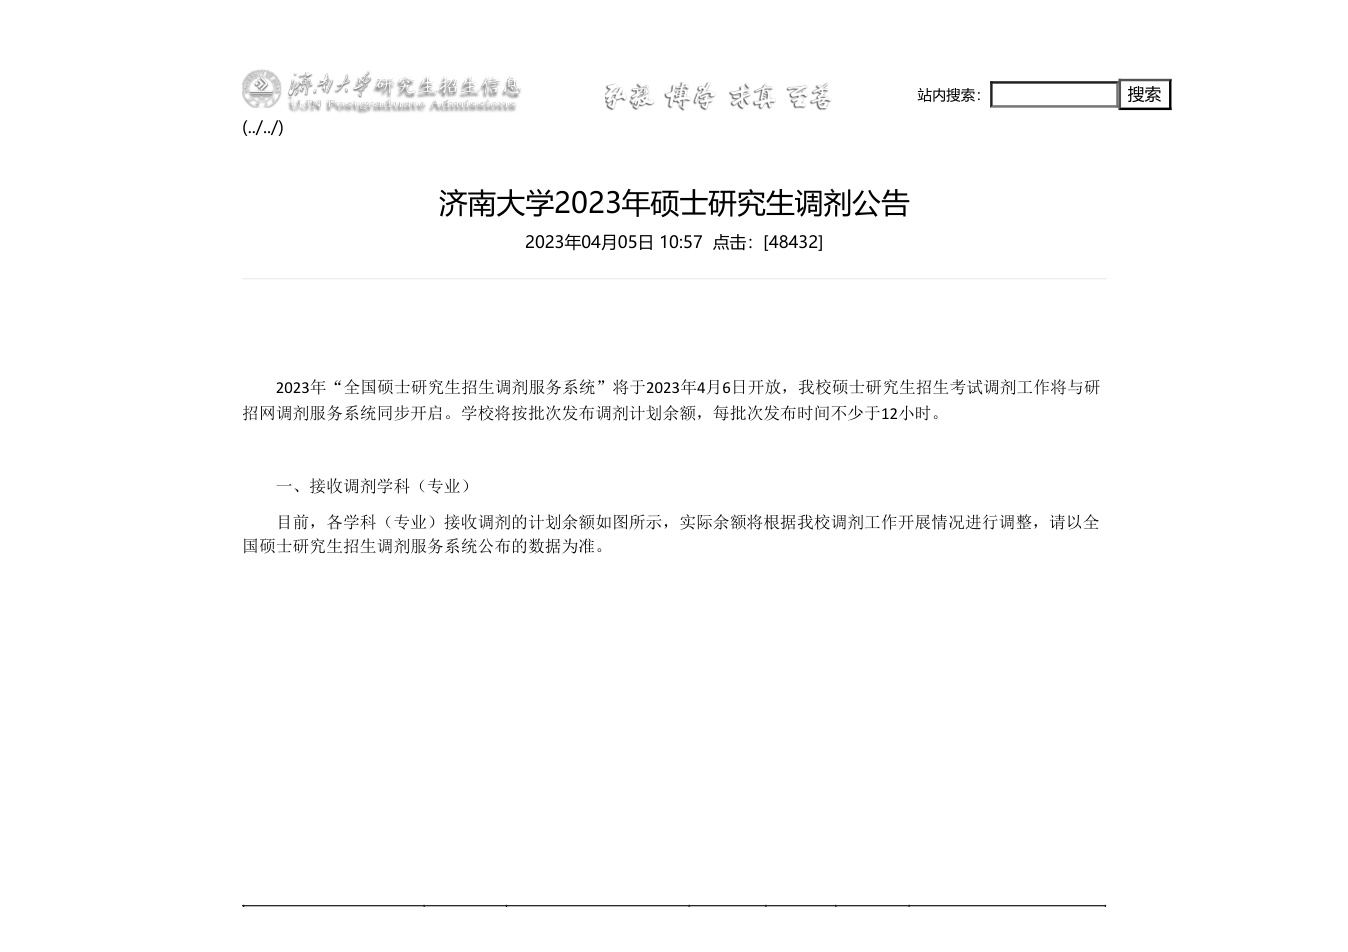 济南大学研究生招生信息
UJN Postgraduate Admissions
弘毅 博学 求真 至善
站内搜索：
搜索
(../../)
济南大学2023年硕士研究生调剂公告
2023年04月05日 10:57 点击：[48432]
2023年“全国硕士研究生招生调剂服务系统”将于2023年4月6日开放，我校硕士研究生招生考试调剂工作将与研
招网调剂服务系统同步开启。学校将按批次发布调剂计划余额，每批次发布时间不少于12小时。
一、接收调剂学科（专业）
目前，各学科（专业）接收调剂的计划余额如图所示，实际余额将根据我校调剂工作开展情况进行调整，请以全
国硕士研究生招生调剂服务系统公布的数据为准。